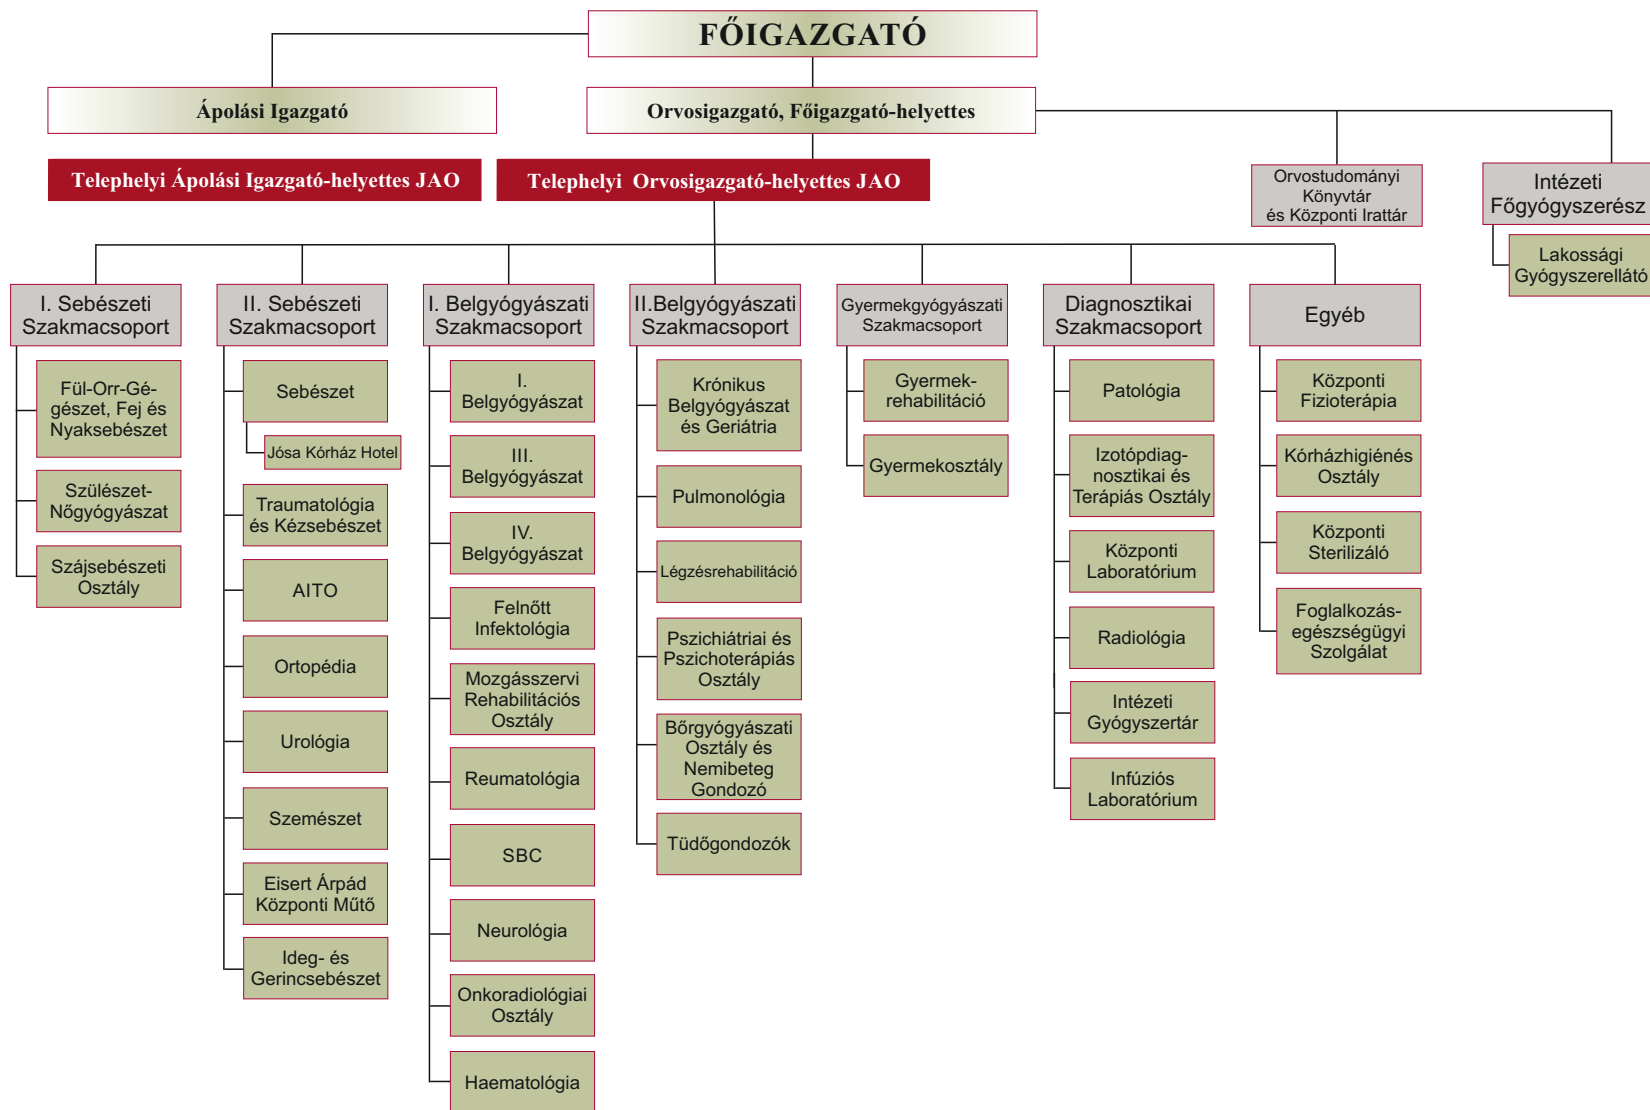 FŐIGAZGATÓ
Ápolási Igazgató
Orvosigazgató, Főigazgató-helyettes
Telephelyi Ápolási Igazgató-helyettes JAO
Telephelyi Orvosigazgató-helyettes JAO
Orvostudományi
Könyvtár
és Központi Irattár
Intézeti
Főgyógyszerész
Lakossági
Gyógyszerellátó
I. Sebészeti
Szakmacsoport
Fül-Orr-Gé-
gészet, Fej és
Nyaksebészet
Szülészet-
Nőgyógyászat
Szájsebészeti
Osztály
II. Sebészeti
Szakmacsoport
Sebészet
Jósa Kórház Hotel
Traumatológia
és Kézsebészet
AITO
Ortopédia
Urológia
Szemészet
Eisert Árpád
Központi Műtő
Ideg- és
Gerincsebészet
I. Belgyógyászati
Szakmacsoport
I.
Belgyógyászat
III.
Belgyógyászat
IV.
Belgyógyászat
Felnőtt
Infektológia
Mozgásszervi
Rehabilitációs
Osztály
Reumatológia
SBC
Neurológia
Onkoradiológiai
Osztály
Haematológia
II.Belgyógyászati
Szakmacsoport
Krónikus
Belgyógyászat
és Geriátria
Pulmonológia
Légzésrehabilitáció
Pszichiátriai és
Pszichoterápiás
Osztály
Bőrgyógyászati
Osztály és
Nemibeteg
Gondozó
Tüdőgondozók
Gyermekgyógyászati
Szakmacsoport
Gyermek-
rehabilitáció
Gyermekosztály
Diagnosztikai
Szakmacsoport
Patológia
Izotópdiag-
nosztikai és
Terápiás Osztály
Központi
Laboratórium
Radiológia
Intézeti
Gyógyszertár
Infúziós
Laboratórium
Egyéb
Központi
Fizioterápia
Kórházhigiénés
Osztály
Központi
Sterilizáló
Foglalkozás-
egészségügyi
Szolgálat